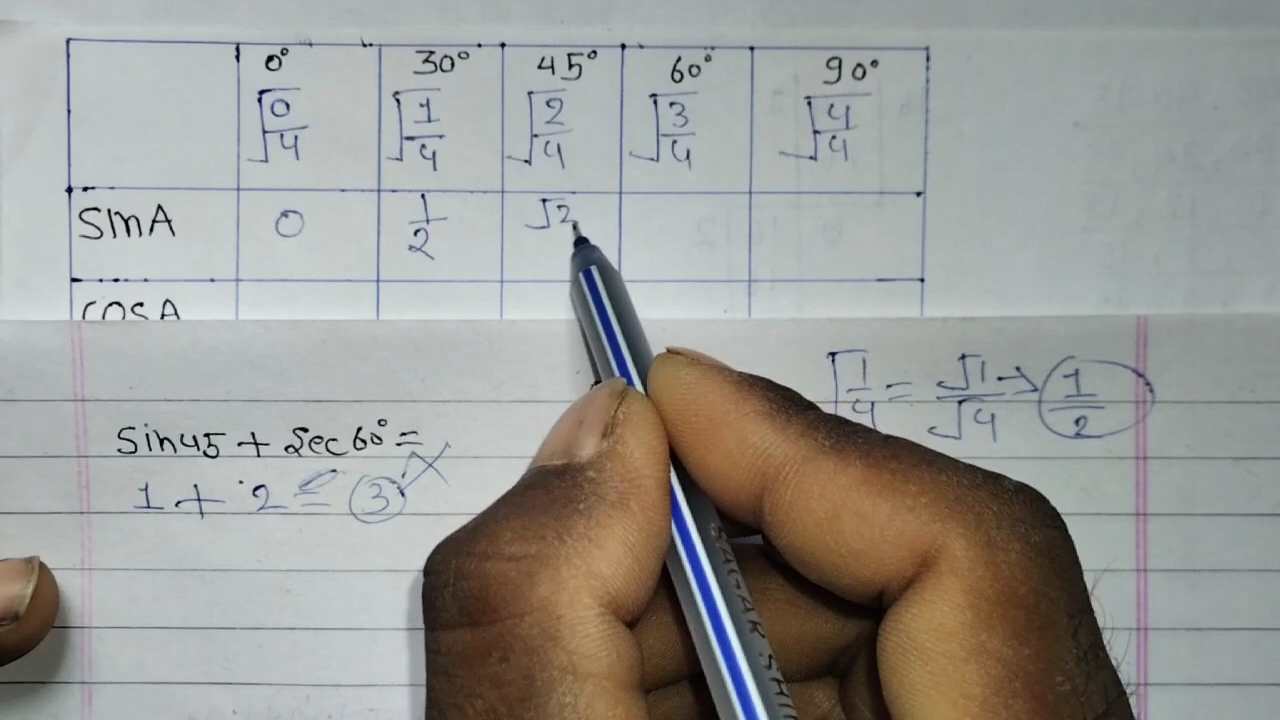 0° 30° 45° 60° 90°
√0/4 √1/4 √2/4 √3/4 √4/4
SinA 0 1/2 √2
cosA
√1/4 = √1/√4 → 1/2
Sin45 + Sec60° =
1 + 2 = 3
SAGAR